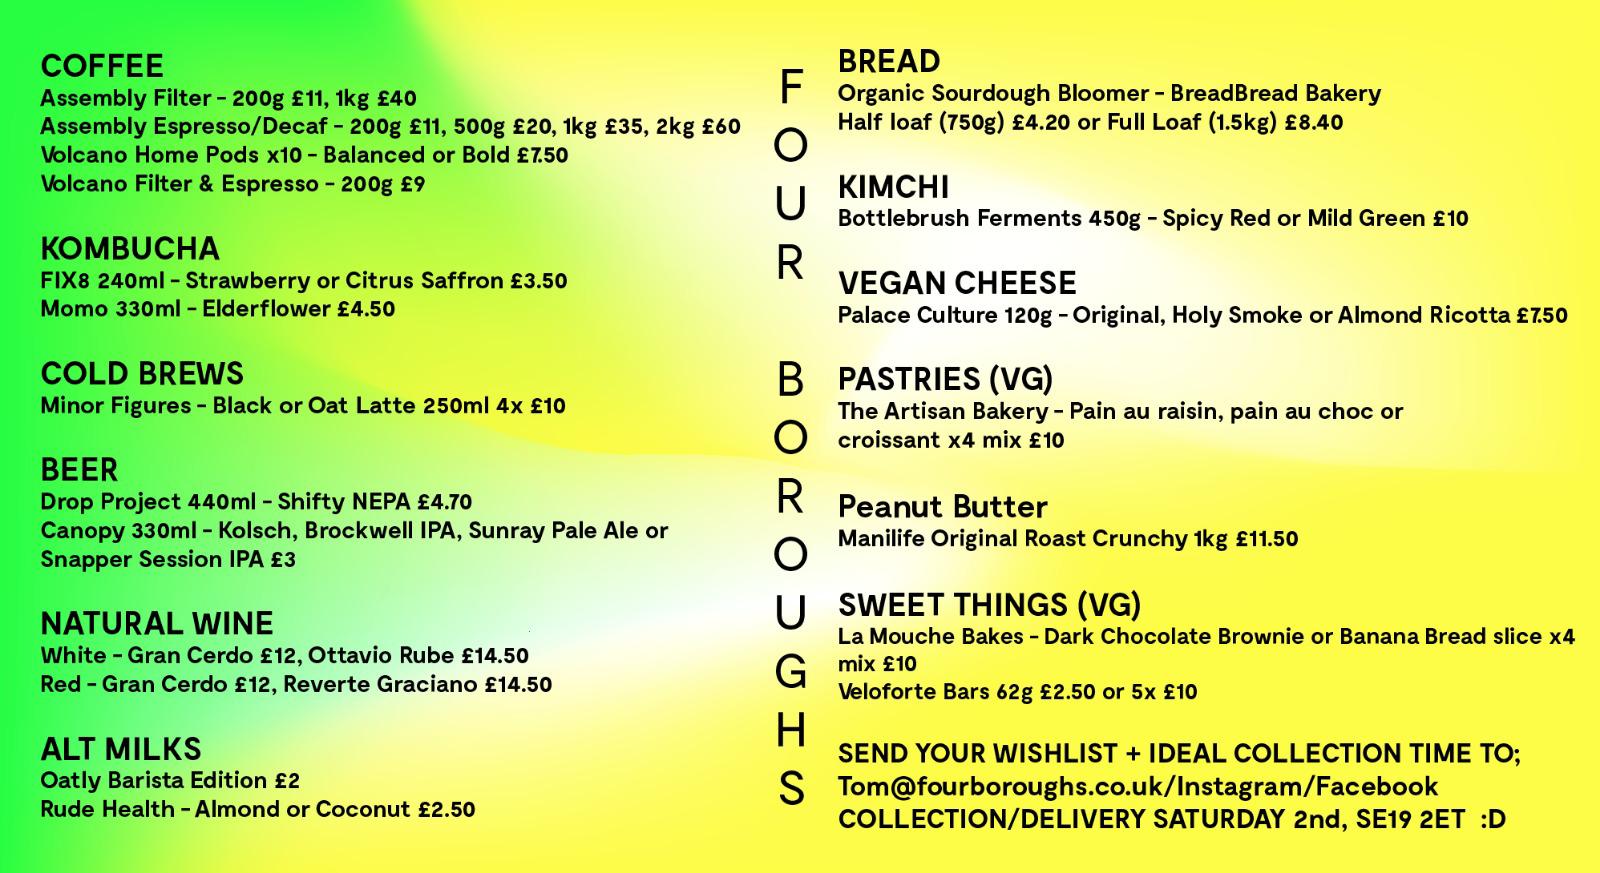 COFFEE
Assembly Filter - 200g £11, 1kg £40
Assembly Espresso/Decaf - 200g £11, 500g £20, 1kg £35, 2kg £60
Volcano Home Pods x10 - Balanced or Bold £7.50
Volcano Filter & Espresso - 200g £9
KOMBUCHA
FIX8 240ml - Strawberry or Citrus Saffron £3.50
Momo 330ml - Elderflower £4.50
COLD BREWS
Minor Figures - Black or Oat Latte 250ml 4x £10
BEER
Drop Project 440ml - Shifty NEPA £4.70
Canopy 330ml - Kolsch, Brockwell IPA, Sunray Pale Ale or
Snapper Session IPA £3
NATURAL WINE
White - Gran Cerdo £12, Ottavio Rube £14.50
Red - Gran Cerdo £12, Reverte Graciano £14.50
ALT MILKS
Oatly Barista Edition £2
Rude Health - Almond or Coconut £2.50
FOUR BOROUGHS
BREAD
Organic Sourdough Bloomer - BreadBread Bakery
Half loaf (750g) £4.20 or Full Loaf (1.5kg) £8.40
KIMCHI
Bottlebrush Ferments 450g - Spicy Red or Mild Green £10
VEGAN CHEESE
Palace Culture 120g - Original, Holy Smoke or Almond Ricotta £7.50
PASTRIES (VG)
The Artisan Bakery - Pain au raisin, pain au choc or
croissant x4 mix £10
Peanut Butter
Manilife Original Roast Crunchy 1kg £11.50
SWEET THINGS (VG)
La Mouche Bakes - Dark Chocolate Brownie or Banana Bread slice x4
mix £10
Veloforte Bars 62g £2.50 or 5x £10
SEND YOUR WISHLIST + IDEAL COLLECTION TIME TO;
Tom@fourboroughs.co.uk/Instagram/Facebook
COLLECTION/DELIVERY SATURDAY 2nd, SE19 2ET :D